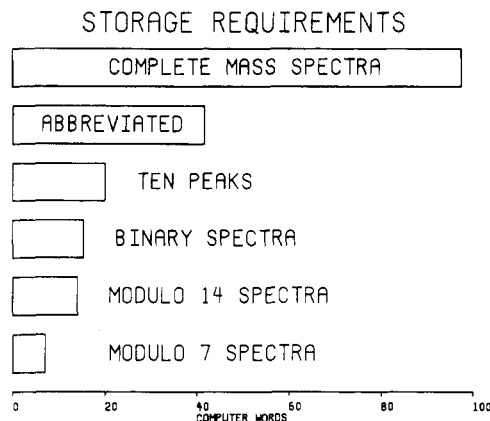 STORAGE REQUIREMENTS
COMPLETE MASS SPECTRA
ABBREVIATED
TEN PEAKS
BINARY SPECTRA
MODULO 14 SPECTRA
MODULO 7 SPECTRA
0 20 40 60 80 100
COMPUTER WORDS